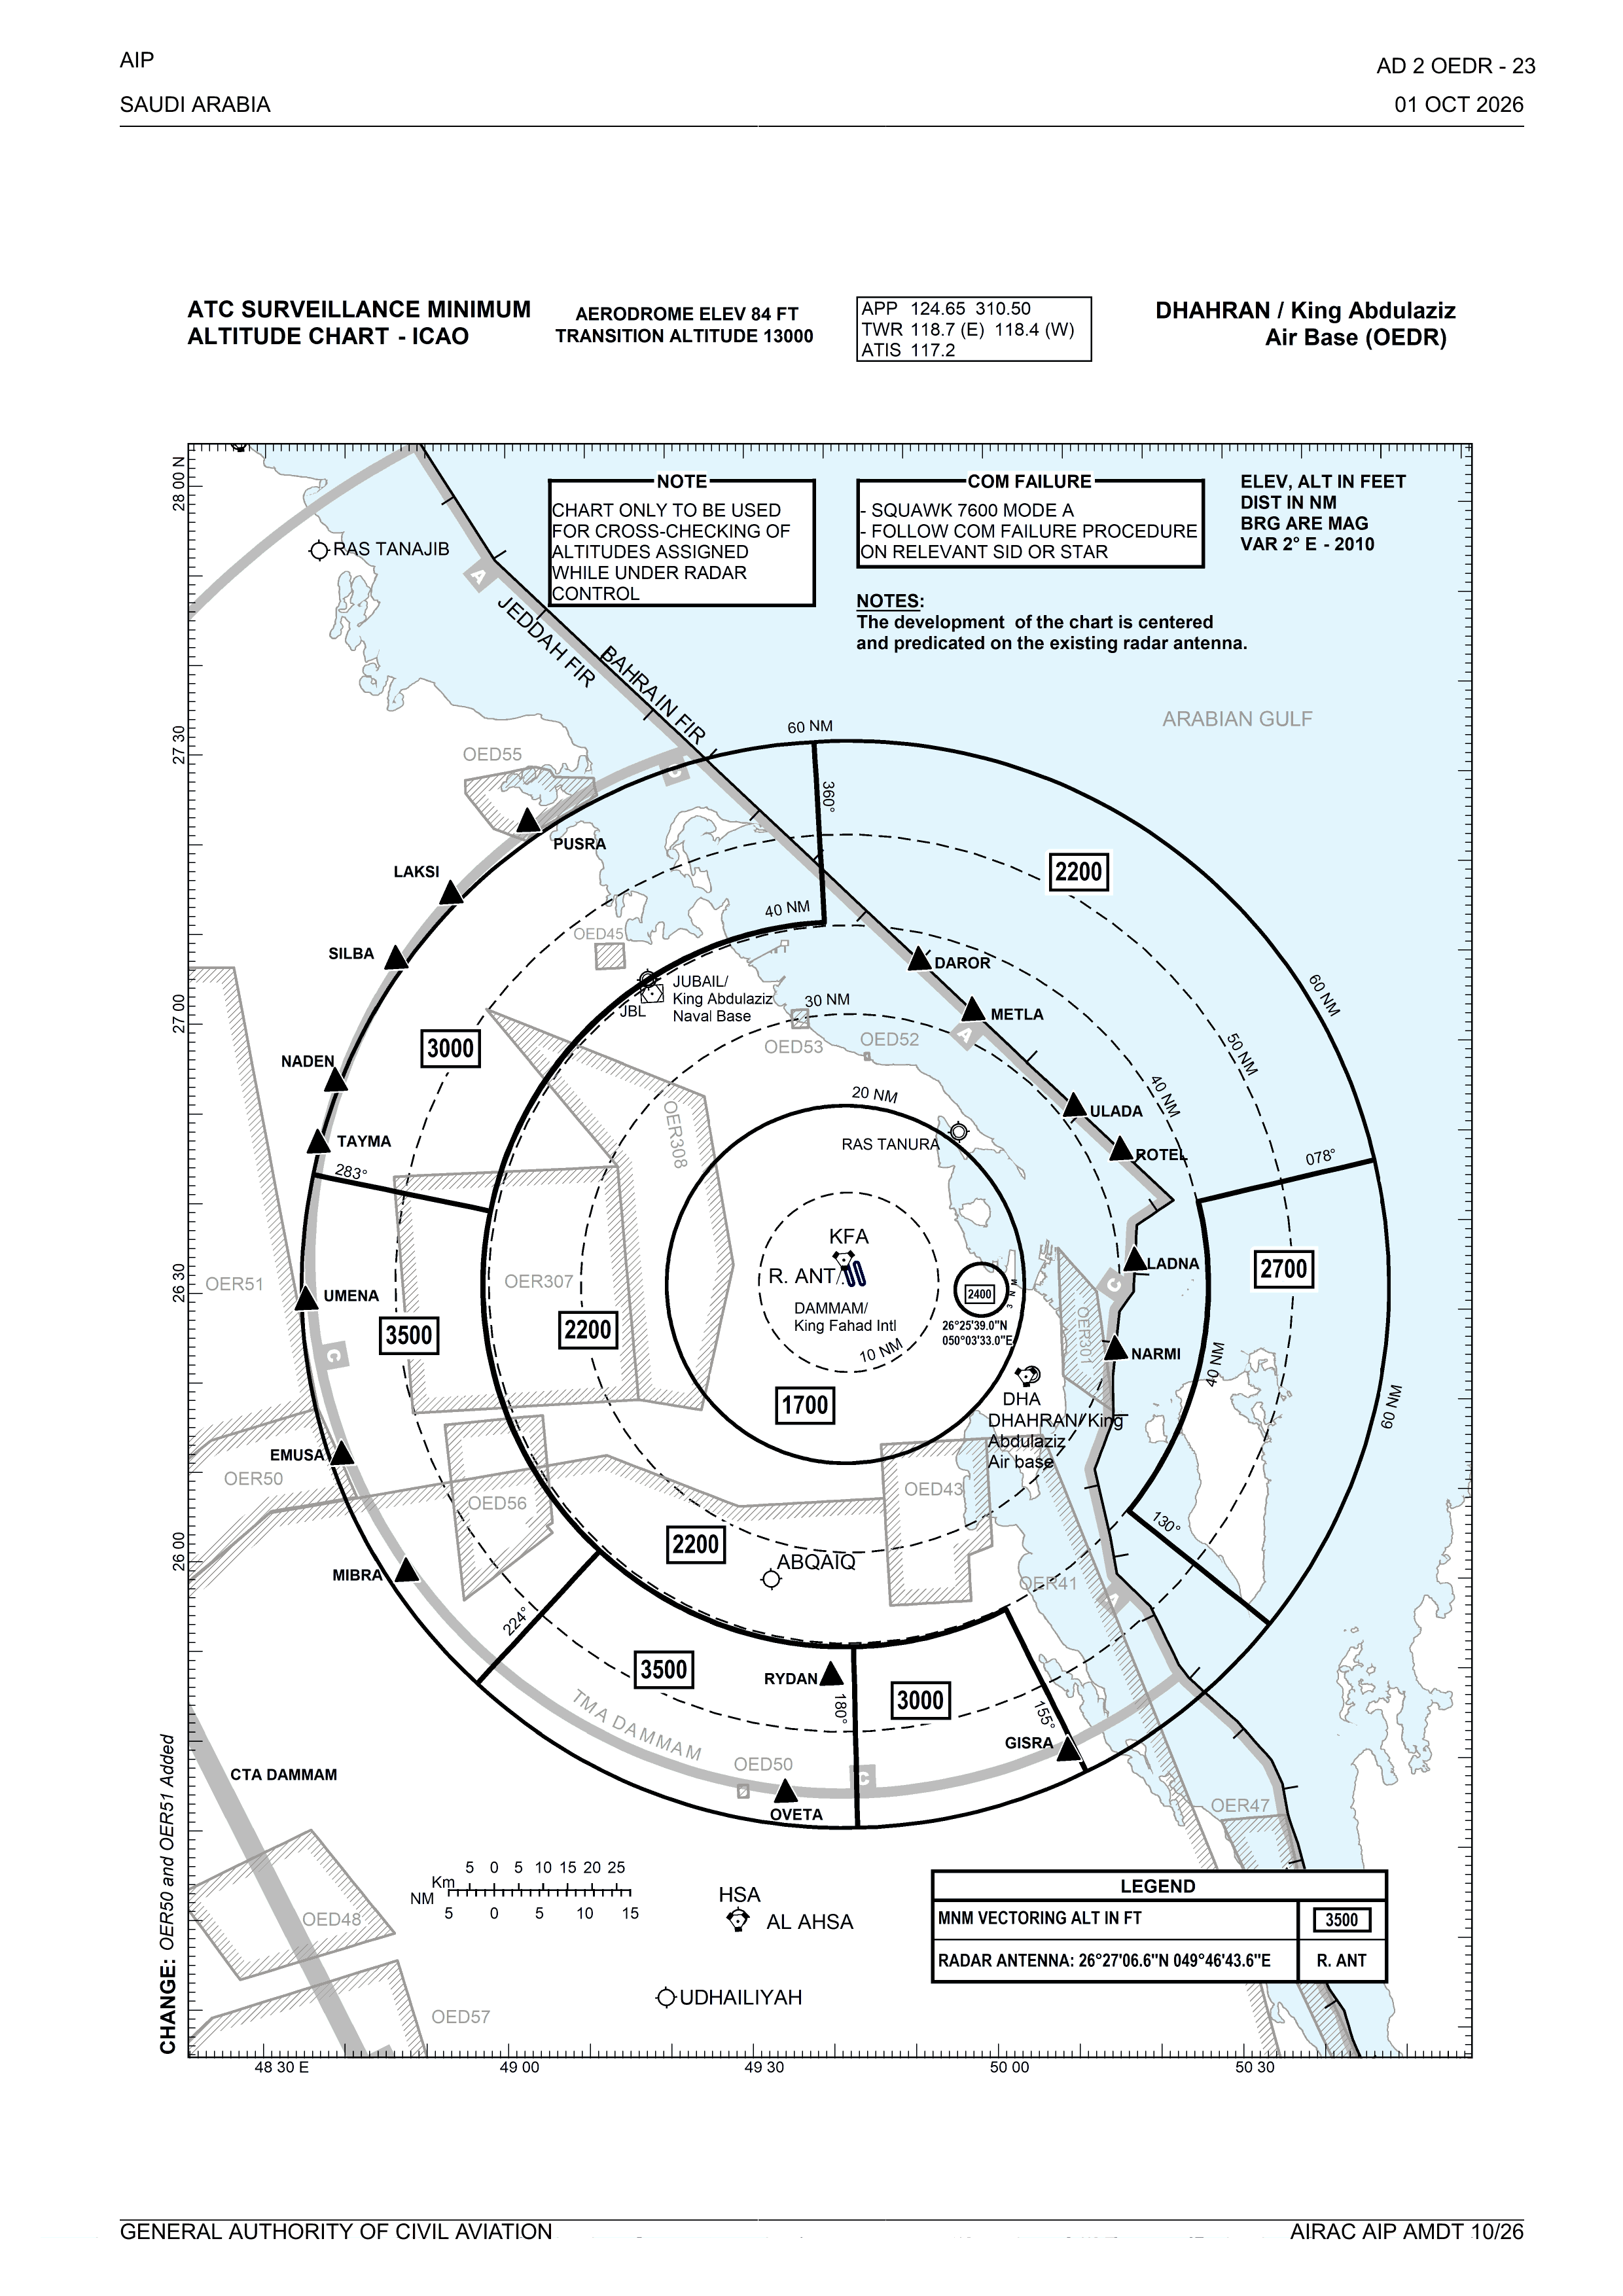 AIP
AD 2 OEDR - 23
SAUDI ARABIA
01 OCT 2026
ATC SURVEILLANCE MINIMUM
ALTITUDE CHART - ICAO
AERODROME ELEV 84 FT
TRANSITION ALTITUDE 13000
APP 124.65 310.50
TWR 118.7 (E) 118.4 (W)
ATIS 117.2
DHAHRAN / King Abdulaziz
Air Base (OEDR)
NOTE
CHART ONLY TO BE USED
FOR CROSS-CHECKING OF
ALTITUDES ASSIGNED
WHILE UNDER RADAR
CONTROL
COM FAILURE
- SQUAWK 7600 MODE A
- FOLLOW COM FAILURE PROCEDURE
ON RELEVANT SID OR STAR
ELEV, ALT IN FEET
DIST IN NM
BRG ARE MAG
VAR 2° E - 2010
NOTES:
The development of the chart is centered
and predicated on the existing radar antenna.
28 00 N
RAS TANAJIB
A
JEDDAH FIR
BAHRAIN FIR
ARABIAN GULF
60 NM
27 30
OED55
C
360°
PUSRA
LAKSI
2200
40 NM
OED45
SILBA
DAROR
60 NM
JUBAIL/
King Abdulaziz
Naval Base
JBL
30 NM
METLA
27 00
A
3000
OED53
OED52
50 NM
NADEN
40 NM
20 NM
ULADA
OER308
TAYMA
RAS TANURA
ROTEL
078°
283°
KFA
R. ANT
LADNA
2700
OER51
OER307
26 30
UMENA
C
2400
3 NM
DAMMAM/
King Fahad Intl
26°25'39.0"N
050°03'33.0"E
OER301
3500
2200
C
10 NM
NARMI
40 NM
DHA
DHAHRAN/King
Abdulaziz
Air base
1700
60 NM
EMUSA
OER50
OED56
OED43
130°
26 00
2200
ABQAIQ
MIBRA
OER41
A
224°
3500
RYDAN
180°
3000
155°
GISRA
TMA DAMMAM
OED50
C
CTA DAMMAM
OVETA
OER47
CHANGE: OER50 and OER51 Added
5 0 5 10 15 20 25
Km
NM
5 0 5 10 15
HSA
AL AHSA
OED48
LEGEND
MNM VECTORING ALT IN FT
3500
RADAR ANTENNA: 26°27'06.6"N 049°46'43.6"E
R. ANT
UDHAILIYAH
OED57
48 30 E
49 00
49 30
50 00
50 30
GENERAL AUTHORITY OF CIVIL AVIATION
AIRAC AIP AMDT 10/26